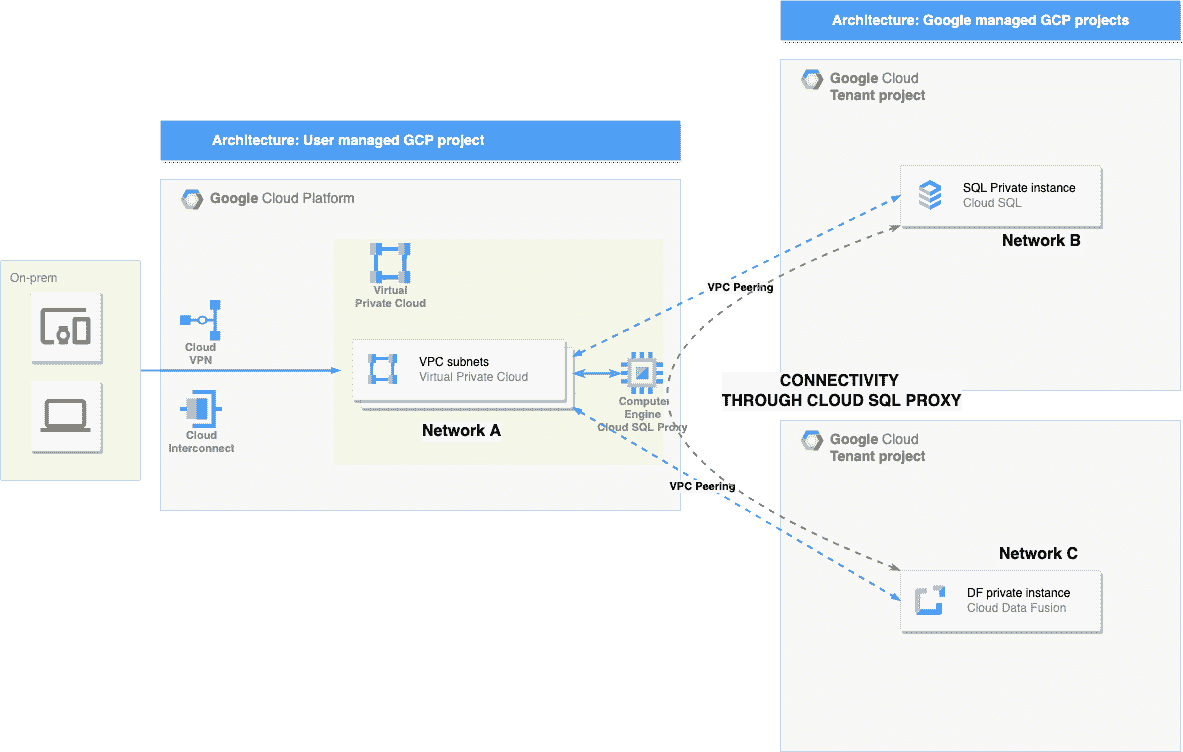 Architecture: Google managed GCP projects
Google Cloud
Tenant project
Architecture: User managed GCP project
SQL Private instance
Cloud SQL
Google Cloud Platform
Network B
On-prem
Virtual
Private Cloud
VPC Peering
Cloud
VPN
VPC subnets
Virtual Private Cloud
CONNECTIVITY
THROUGH CLOUD SQL PROXY
Computer
Engine
Cloud SQL Proxy
Network A
Cloud
Interconnect
Google Cloud
Tenant project
VPC Peering
Network C
DF private instance
Cloud Data Fusion